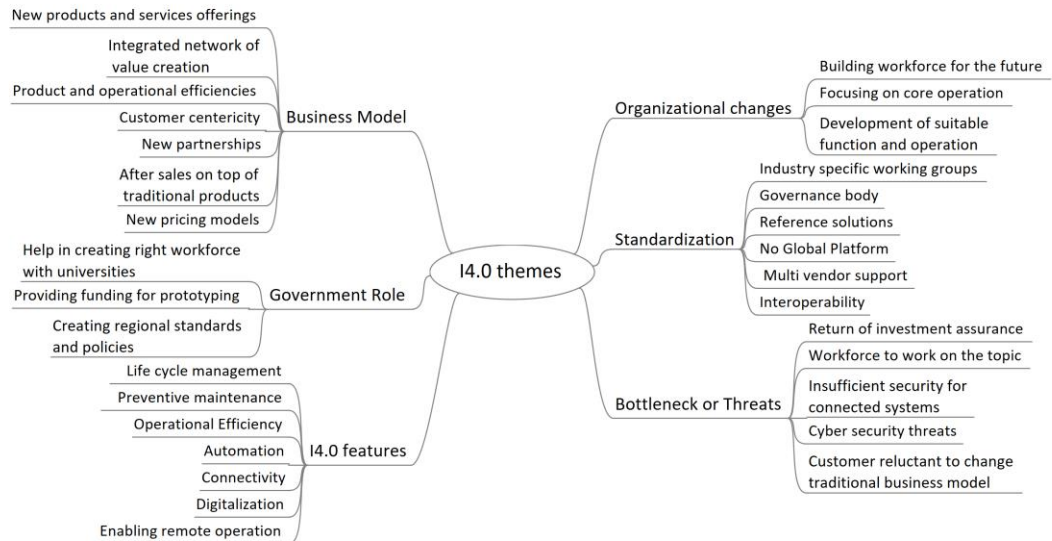 New products and services offerings
Integrated network of
value creation
Product and operational efficiencies
Customer centericity
New partnerships
After sales on top of
traditional products
New pricing models
Business Model
Help in creating right workforce
with universities
Providing funding for prototyping
Creating regional standards
and policies
Government Role
Life cycle management
Preventive maintenance
Operational Efficiency
Automation
Connectivity
Digitalization
Enabling remote operation
I4.0 features
I4.0 themes
Organizational changes
Building workforce for the future
Focusing on core operation
Development of suitable
function and operation
Standardization
Industry specific working groups
Governance body
Reference solutions
No Global Platform
Multi vendor support
Interoperability
Bottleneck or Threats
Return of investment assurance
Workforce to work on the topic
Insufficient security for
connected systems
Cyber security threats
Customer reluctant to change
traditional business model